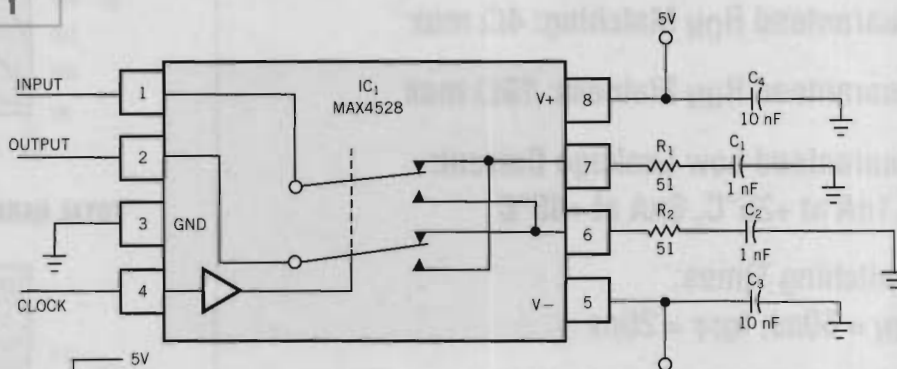 1
5V
INPUT
1
IC₁
MAX4528
V+
8
C₄
10 nF
OUTPUT
2
R₁
51
C₁
1 nF
3
GND
6
R₂
51
C₂
1 nF
CLOCK
4
V−
5
C₃
10 nF
5V